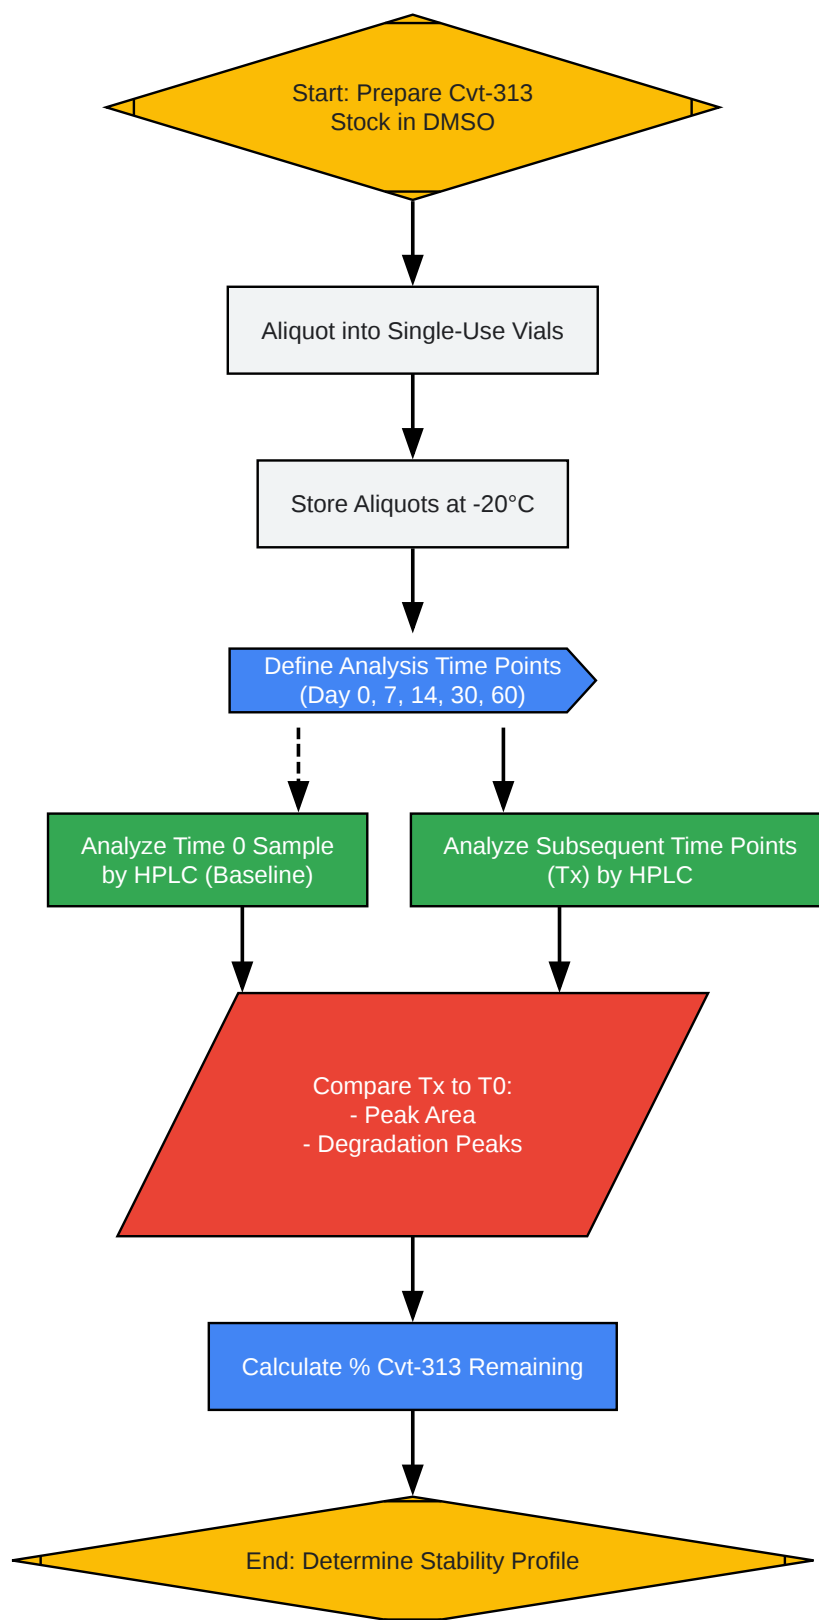 Start: Prepare Cvt-313
Stock in DMSO
Aliquot into Single-Use Vials
Store Aliquots at -20°C
Define Analysis Time Points
(Day 0, 7, 14, 30, 60)
Analyze Time 0 Sample
by HPLC (Baseline)
Analyze Subsequent Time Points
(Tx) by HPLC
Compare Tx to T0:
- Peak Area
- Degradation Peaks
Calculate % Cvt-313 Remaining
End: Determine Stability Profile